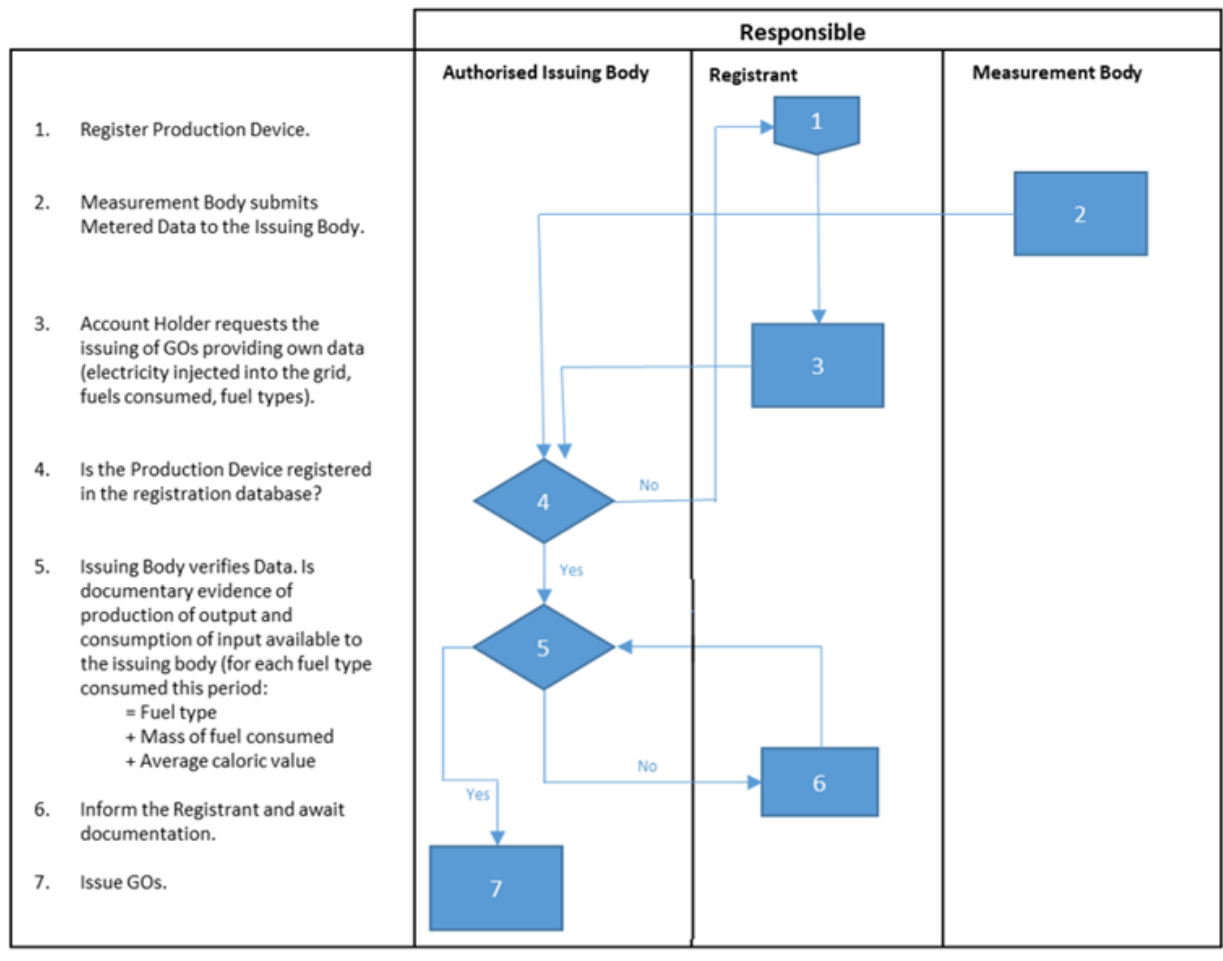 Responsible
Authorised Issuing Body
Registrant
Measurement Body
1. Register Production Device.
2. Measurement Body submits
Metered Data to the Issuing Body.
3. Account Holder requests the
issuing of GOs providing own data
(electricity injected into the grid,
fuels consumed, fuel types).
4. Is the Production Device registered
in the registration database?
5. Issuing Body verifies Data. Is
documentary evidence of
production of output and
consumption of input available to
the issuing body (for each fuel type
consumed this period:
= Fuel type
+ Mass of fuel consumed
+ Average caloric value
6. Inform the Registrant and await
documentation.
7. Issue GOs.
1
2
3
4
No
Yes
5
No
6
Yes
7